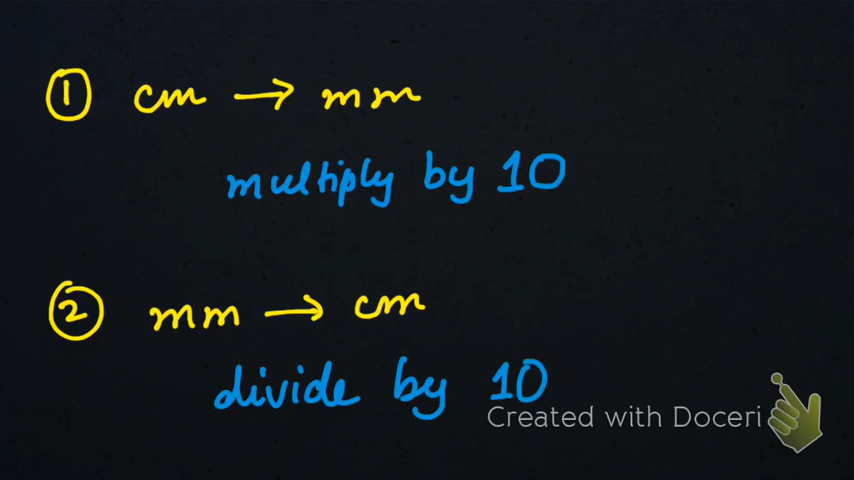 ① cm → mm
multiply by 10
② mm → cm
divide by 10
Created with Doceri